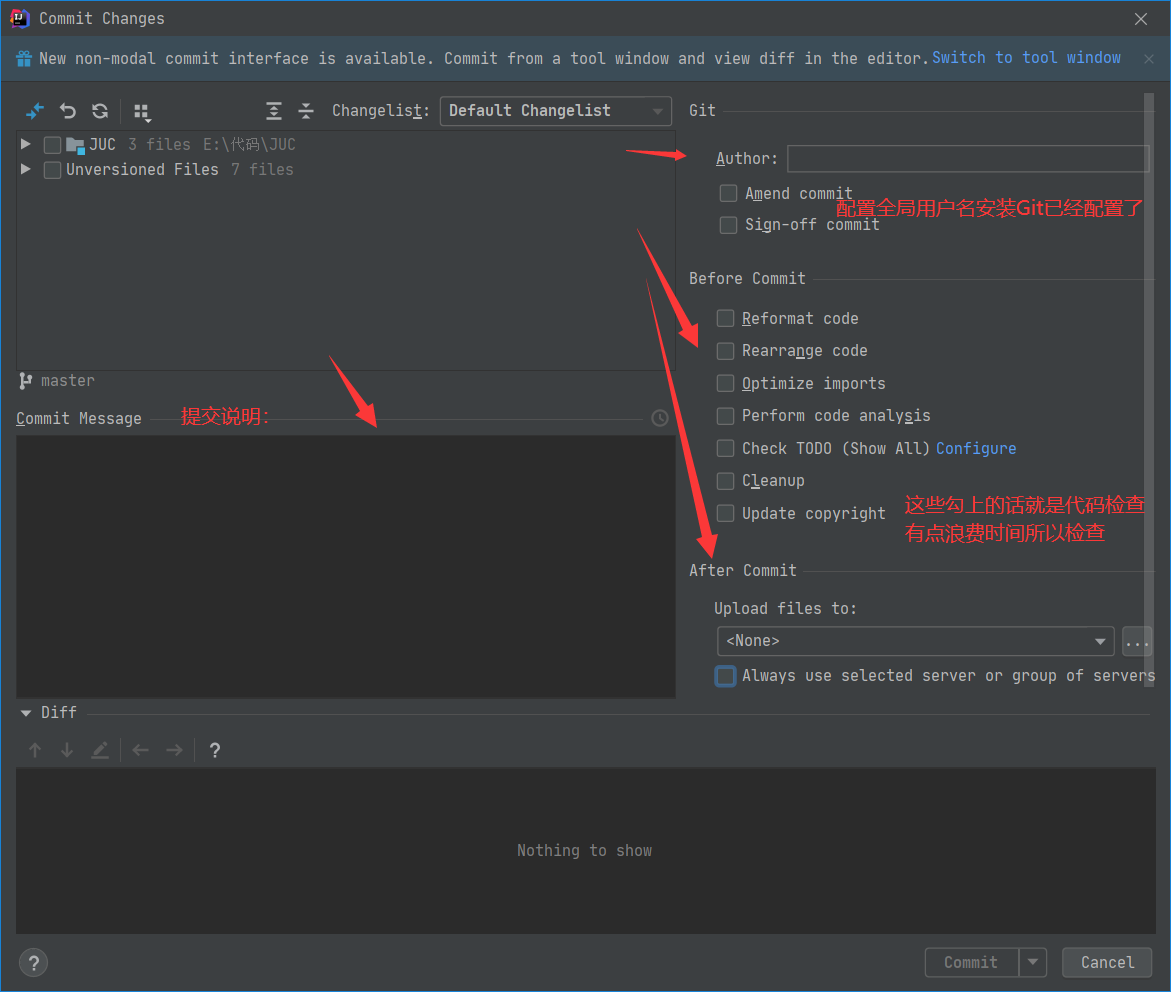 Commit Changes
New non-modal commit interface is available. Commit from a tool window and view diff in the editor. Switch to tool window
Changelist: Default Changelist
JUC 3 files E:\代码\JUC
Unversioned Files 7 files
master
Commit Message
提交说明:
Git
Author:
Amend commit
配置全局用户名安装Git已经配置了
Sign-off commit
Before Commit
Reformat code
Rearrange code
Optimize imports
Perform code analysis
Check TODO (Show All) Configure
Cleanup
Update copyright
这些勾上的话就是代码检查
有点浪费时间所以检查
After Commit
Upload files to:
<None>
...
Always use selected server or group of servers
Diff
?
Nothing to show
?
Commit
Cancel